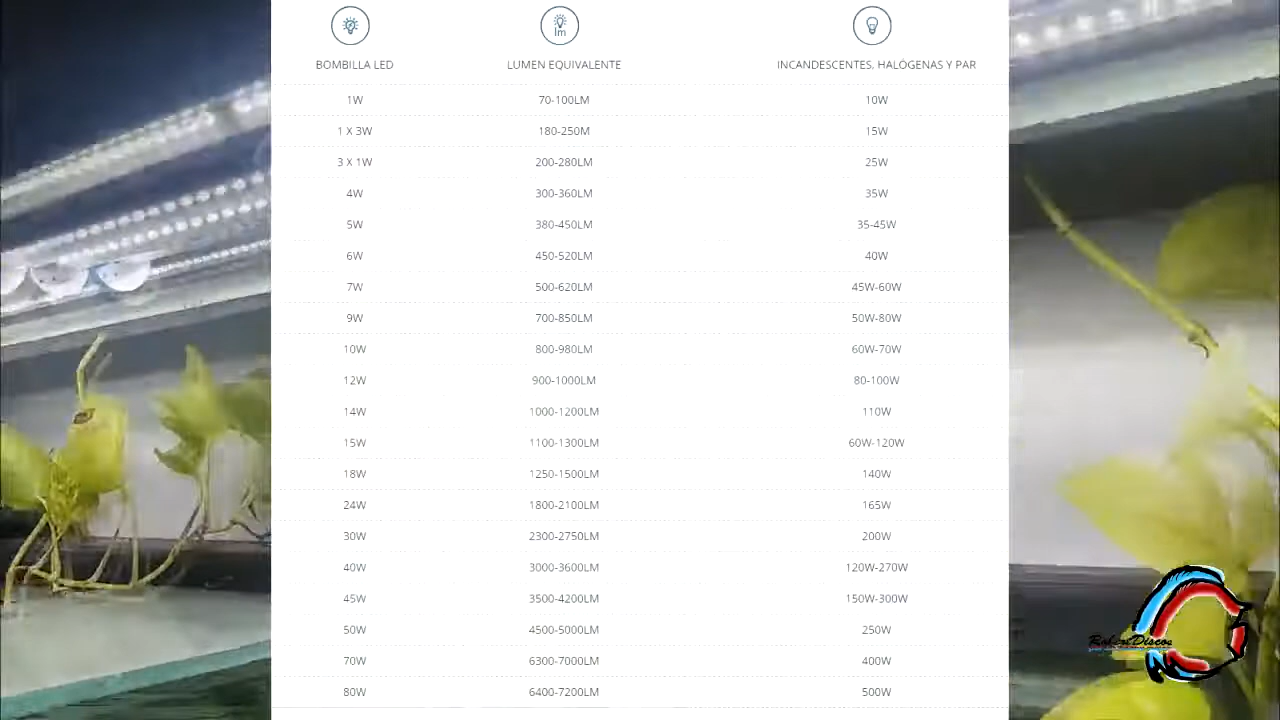 lm
BOMBILLA LED LUMEN EQUIVALENTE INCANDESCENTES, HALÓGENAS Y PAR
1W 70-100LM 10W
1 X 3W 180-250M 15W
3 X 1W 200-280LM 25W
4W 300-360LM 35W
5W 380-450LM 35-45W
6W 450-520LM 40W
7W 500-620LM 45W-60W
9W 700-850LM 50W-80W
10W 800-980LM 60W-70W
12W 900-1000LM 80-100W
14W 1000-1200LM 110W
15W 1100-1300LM 60W-120W
18W 1250-1500LM 140W
24W 1800-2100LM 165W
30W 2300-2750LM 200W
40W 3000-3600LM 120W-270W
45W 3500-4200LM 150W-300W
50W 4500-5000LM 250W
70W 6300-7000LM 400W
80W 6400-7200LM 500W